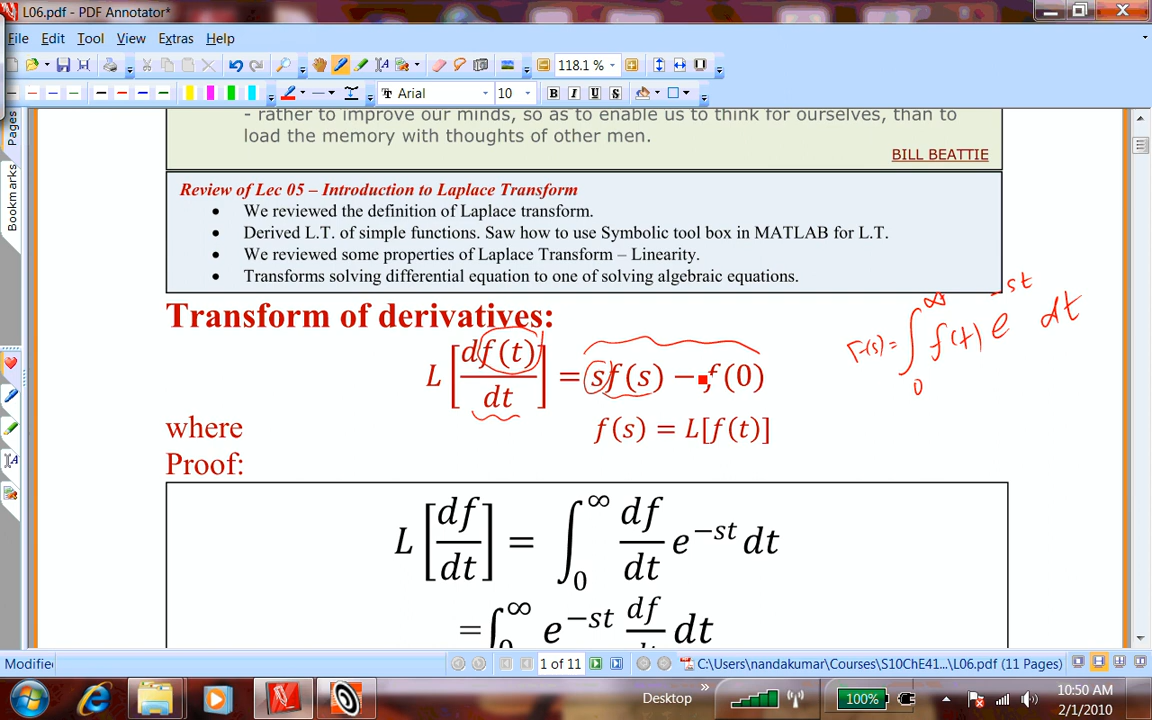 L06.pdf - PDF Annotator*
File Edit Tool View Extras Help
118.1 %
Arial 10 B I U S
Pages
Bookmarks
- rather to improve our minds, so as to enable us to think for ourselves, than to
load the memory with thoughts of other men.
BILL BEATTIE
Review of Lec 05 – Introduction to Laplace Transform
• We reviewed the definition of Laplace transform.
• Derived L.T. of simple functions. Saw how to use Symbolic tool box in MATLAB for L.T.
• We reviewed some properties of Laplace Transform – Linearity.
• Transforms solving differential equation to one of solving algebraic equations.
Transform of derivatives:
L[df(t)/dt] = sf(s) − f(0)
F(s) = ∫₀^∞ f(t) e^−st dt
where f(s) = L[f(t)]
Proof:
L[df/dt] = ∫₀^∞ df/dt e^−st dt
=∫₀^∞ e^−st df/dt dt
Modified
1 of 11
C:\Users\nandakumar\Courses\S10ChE41...\L06.pdf (11 Pages)
Desktop »
100%
10:50 AM
2/1/2010